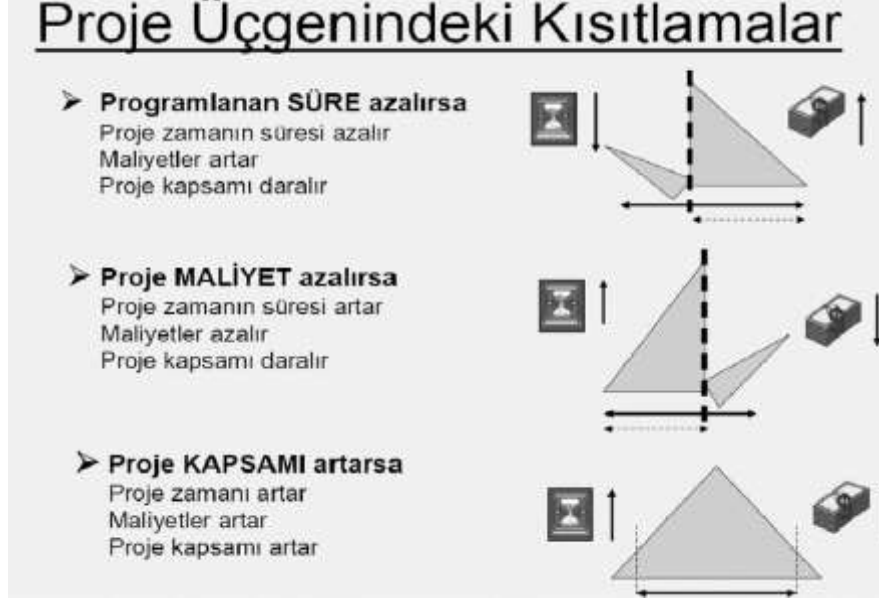 Proje Üçgenindeki Kısıtlamalar
➢ Programlanan SÜRE azalırsa
Proje zamanın süresi azalır
Maliyetler artar
Proje kapsamı daralır
➢ Proje MALİYET azalırsa
Proje zamanın süresi artar
Maliyetler azalır
Proje kapsamı daralır
➢ Proje KAPSAMI artarsa
Proje zamanı artar
Maliyetler artar
Proje kapsamı artar